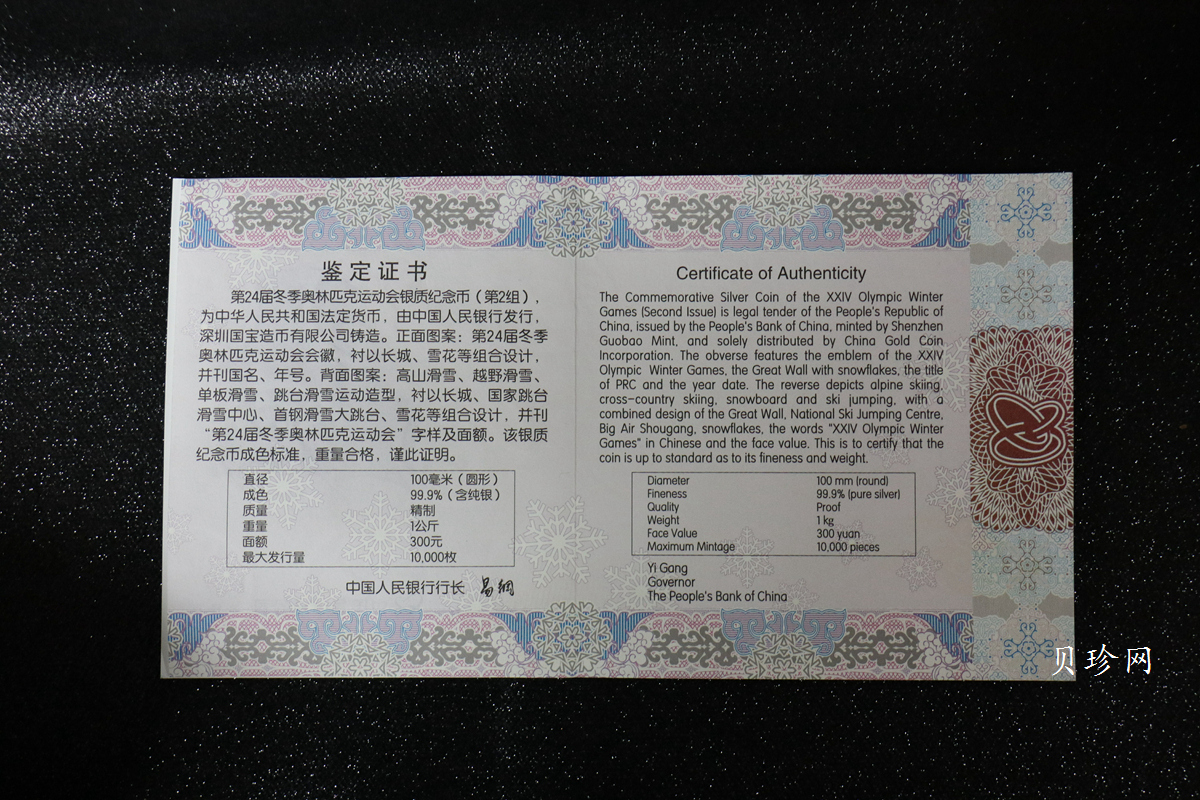 鉴定证书
第24届冬季奥林匹克运动会银质纪念币（第2组），
为中华人民共和国法定货币，由中国人民银行发行，
深圳国宝造币有限公司铸造。正面图案：第24届冬季
奥林匹克运动会会徽，衬以长城、雪花等组合设计，
并刊国名、年号。背面图案：高山滑雪、越野滑雪、
单板滑雪、跳台滑雪运动造型，衬以长城、国家跳台
滑雪中心、首钢滑雪大跳台、雪花等组合设计，并刊
“第24届冬季奥林匹克运动会”字样及面额。该银质
纪念币成色标准，重量合格，谨此证明。
直径 100毫米（圆形）
成色 99.9%（含纯银）
质量 精制
重量 1公斤
面额 300元
最大发行量 10,000枚
中国人民银行行长 易纲
Certificate of Authenticity
The Commemorative Silver Coin of the XXIV Olympic Winter
Games (Second Issue) is legal tender of the People's Republic of
China, issued by the People's Bank of China, minted by Shenzhen
Guobao Mint, and solely distributed by China Gold Coin
Incorporation. The obverse features the emblem of the XXIV
Olympic Winter Games, the Great Wall with snowflakes, the title
of PRC and the year date. The reverse depicts alpine skiing,
cross-country skiing, snowboard and ski jumping, with a
combined design of the Great Wall, National Ski Jumping Centre,
Big Air Shougang, snowflakes, the words "XXIV Olympic Winter
Games" in Chinese and the face value. This is to certify that the
coin is up to standard as to its fineness and weight.
Diameter 100 mm (round)
Fineness 99.9% (pure silver)
Quality Proof
Weight 1 kg
Face Value 300 yuan
Maximum Mintage 10,000 pieces
Yi Gang
Governor
The People's Bank of China
贝珍网